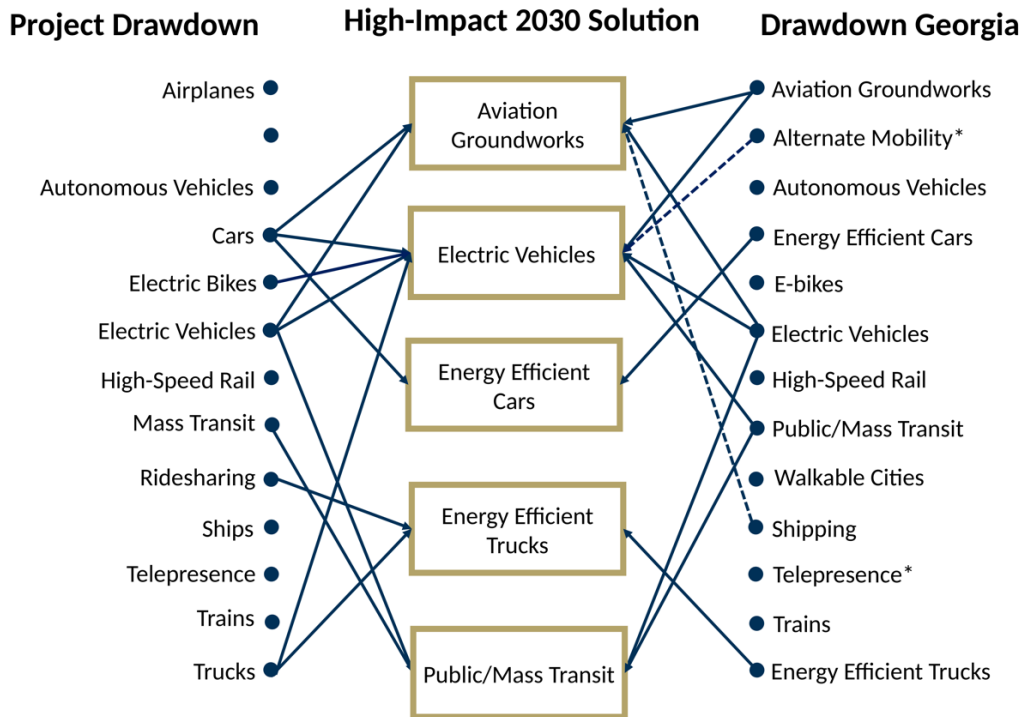 Project Drawdown
High-Impact 2030 Solution
Drawdown Georgia
Airplanes
Autonomous Vehicles
Cars
Electric Bikes
Electric Vehicles
High-Speed Rail
Mass Transit
Ridesharing
Ships
Telepresence
Trains
Trucks
Aviation
Groundworks
Electric Vehicles
Energy Efficient
Cars
Energy Efficient
Trucks
Public/Mass Transit
Aviation Groundworks
Alternate Mobility*
Autonomous Vehicles
Energy Efficient Cars
E-bikes
Electric Vehicles
High-Speed Rail
Public/Mass Transit
Walkable Cities
Shipping
Telepresence*
Trains
Energy Efficient Trucks